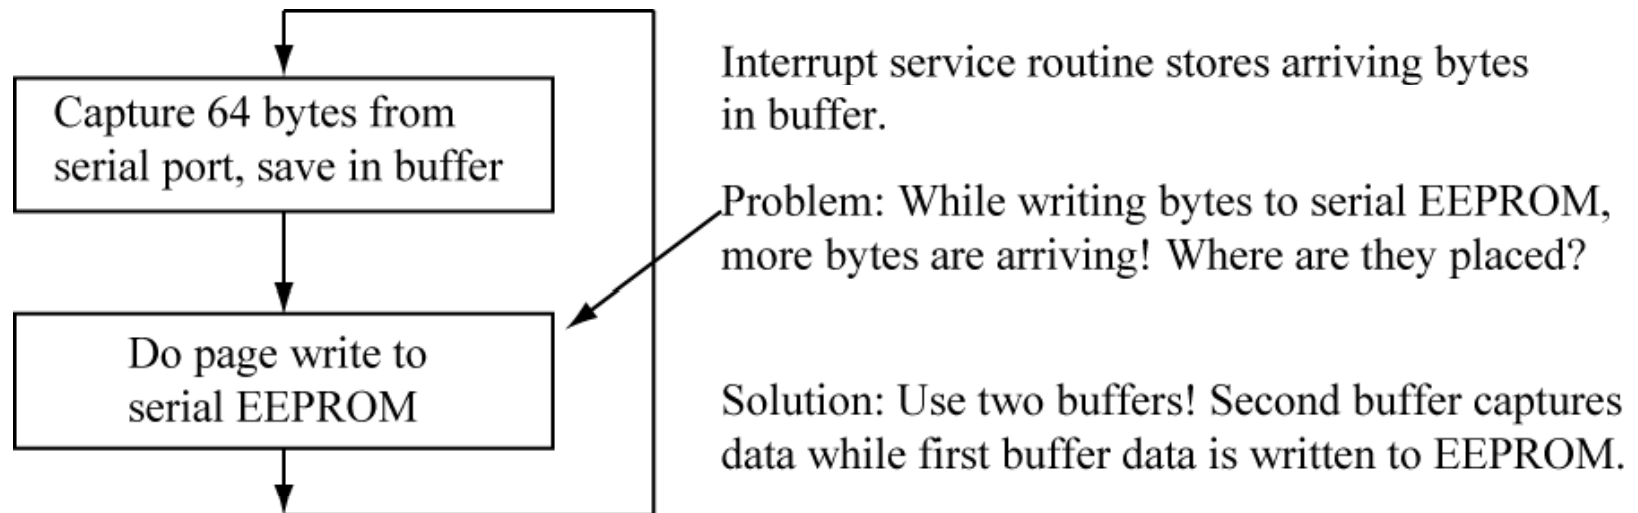 Capture 64 bytes from
serial port, save in buffer
Do page write to
serial EEPROM
Interrupt service routine stores arriving bytes
in buffer.
Problem: While writing bytes to serial EEPROM,
more bytes are arriving! Where are they placed?
Solution: Use two buffers! Second buffer captures
data while first buffer data is written to EEPROM.